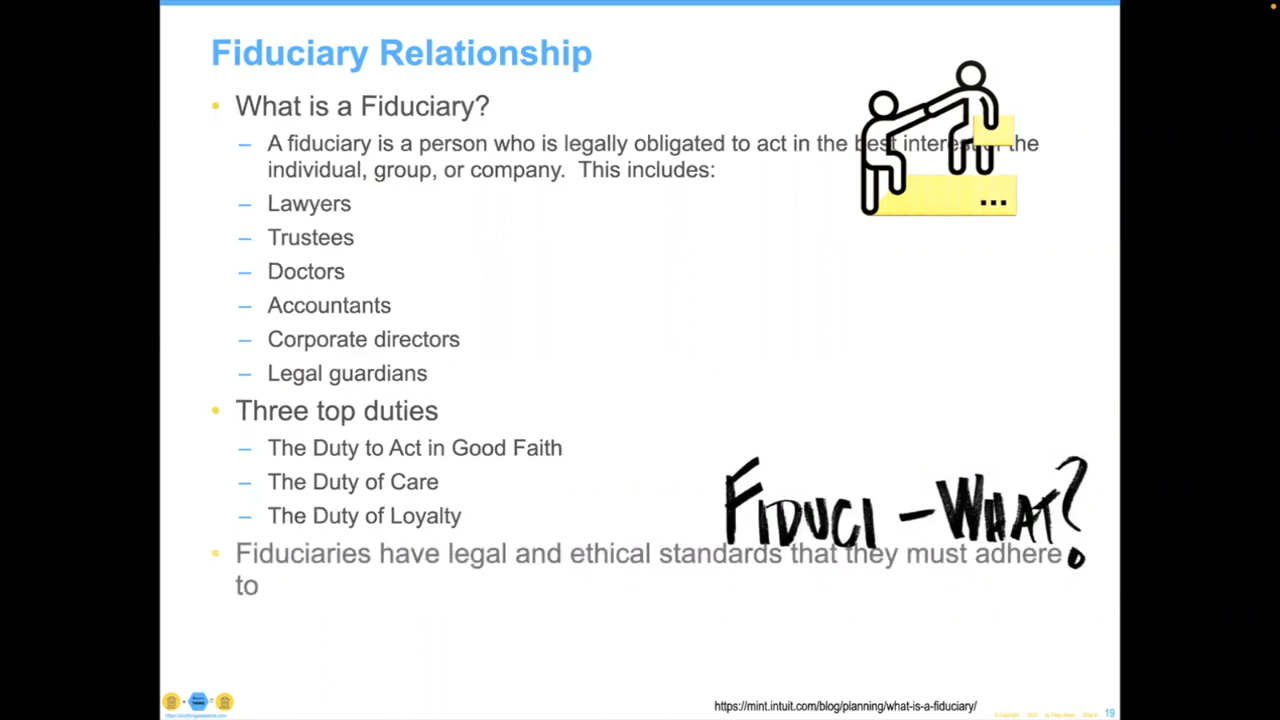 Fiduciary Relationship
• What is a Fiduciary?
– A fiduciary is a person who is legally obligated to act in the best interest of the
individual, group, or company. This includes:
– Lawyers
– Trustees
– Doctors
– Accountants
– Corporate directors
– Legal guardians
• Three top duties
– The Duty to Act in Good Faith
– The Duty of Care
– The Duty of Loyalty
FIDUCI – WHAT?
• Fiduciaries have legal and ethical standards that they must adhere
to
https://mint.intuit.com/blog/planning/what-is-a-fiduciary/
19